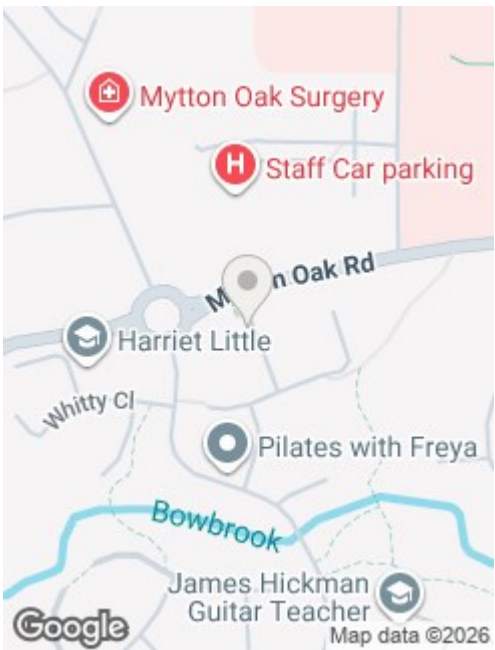 Mytton Oak Surgery
Staff Car parking
Oak Rd
Harriet Little
Whitty Cl
Pilates with Freya
Bowbrook
James Hickman
Guitar Teacher
Google
Map data ©2026